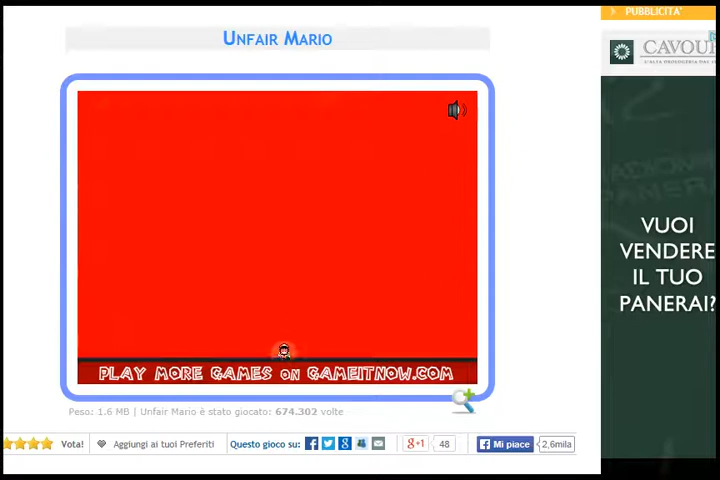 PUBBLICITA'
UNFAIR MARIO
CAVOUR
PLAY MORE GAMES ON GAMEITNOW.COM
VUOI
VENDERE
IL TUO
PANERAI?
Peso: 1.6 MB | Unfair Mario è stato giocato: 674.302 volte
Vota! Aggiungi ai tuoi Preferiti Questo gioco su: g+1 48 Mi piace 2,6mila